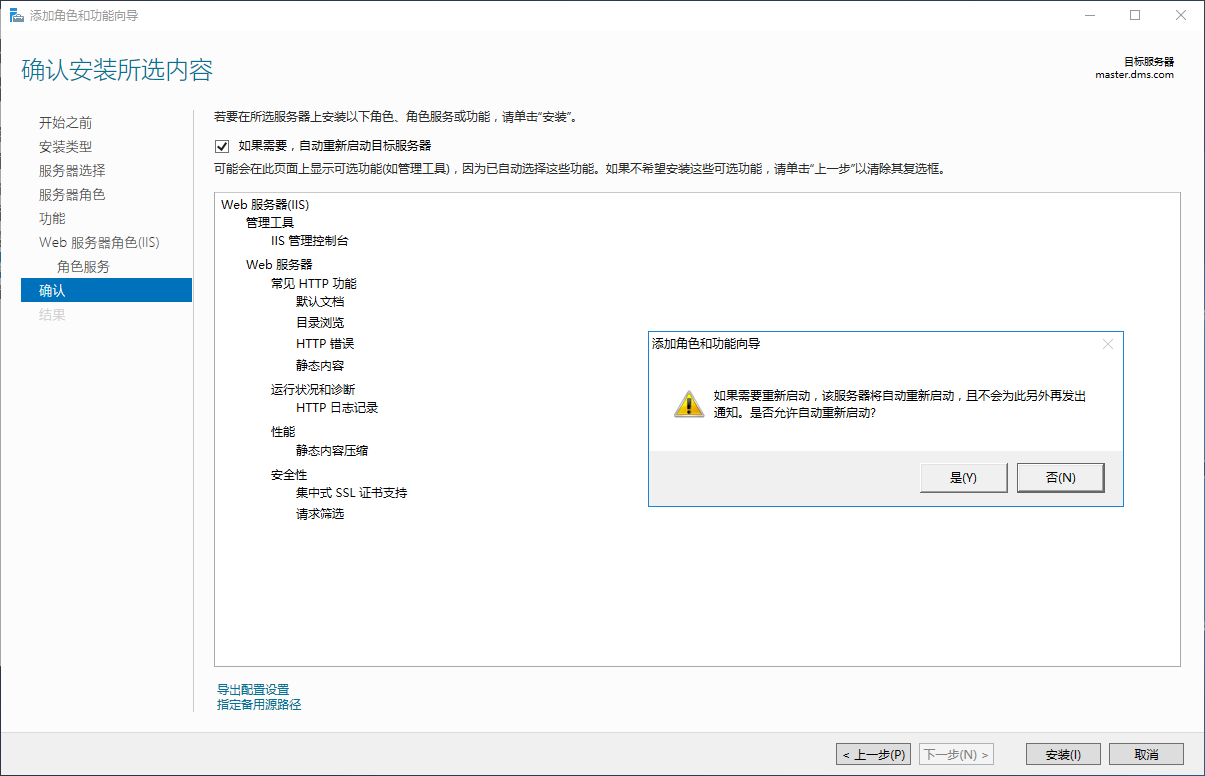 添加角色和功能向导
确认安装所选内容
目标服务器
master.dms.com
开始之前
安装类型
服务器选择
服务器角色
功能
Web 服务器角色(IIS)
角色服务
确认
结果
若要在所选服务器上安装以下角色、角色服务或功能，请单击"安装"。
如果需要，自动重新启动目标服务器
可能会在此页面上显示可选功能(如管理工具)，因为已自动选择这些功能。如果不希望安装这些可选功能，请单击"上一步"以清除其复选框。
Web 服务器(IIS)
管理工具
IIS 管理控制台
Web 服务器
常见 HTTP 功能
默认文档
目录浏览
HTTP 错误
静态内容
运行状况和诊断
HTTP 日志记录
性能
静态内容压缩
安全性
集中式 SSL 证书支持
请求筛选
添加角色和功能向导
如果需要重新启动，该服务器将自动重新启动，且不会为此另外再发出
通知。是否允许自动重新启动?
是(Y)
否(N)
导出配置设置
指定备用源路径
< 上一步(P)
下一步(N) >
安装(I)
取消